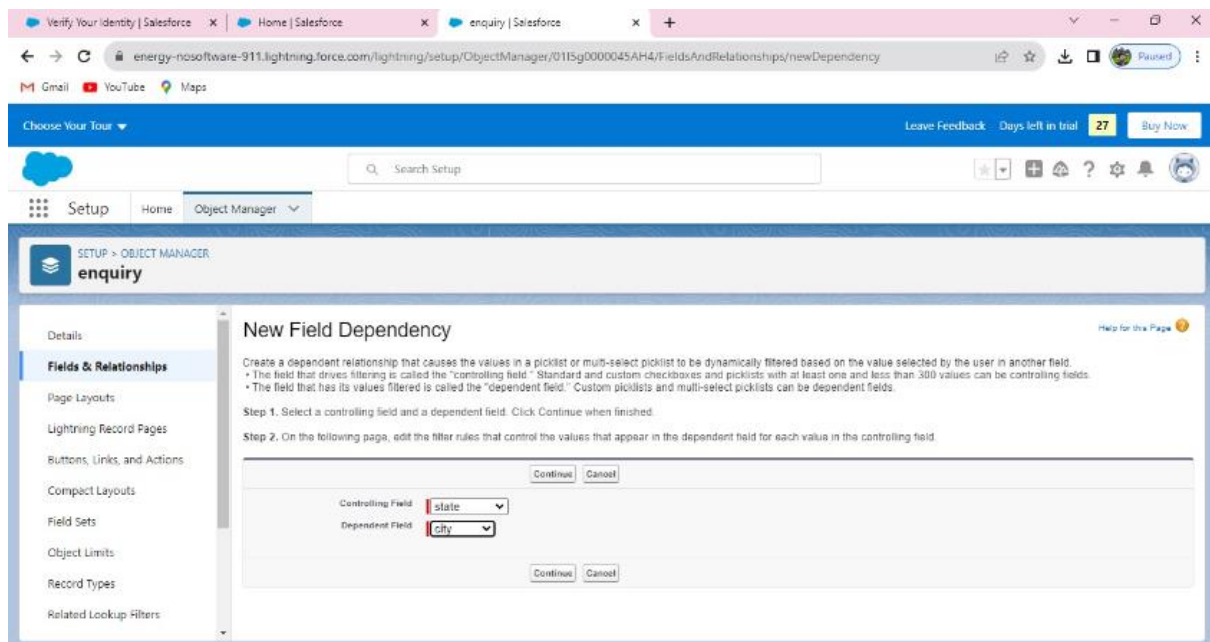 Verify Your Identity | Salesforce Home | Salesforce enquiry | Salesforce
energy-nosoftware-911.lightning.force.com/lightning/setup/ObjectManager/01I5g0000045AH4/FieldsAndRelationships/newDependency Paused
Gmail YouTube Maps
Choose Your Tour Leave Feedback Days left in trial 27 Buy Now
Search Setup
Setup Home Object Manager
SETUP > OBJECT MANAGER
enquiry
Details
Fields & Relationships
Page Layouts
Lightning Record Pages
Buttons, Links, and Actions
Compact Layouts
Field Sets
Object Limits
Record Types
Related Lookup Filters
New Field Dependency
Help for this Page
Create a dependent relationship that causes the values in a picklist or multi-select picklist to be dynamically filtered based on the value selected by the user in another field.
• The field that drives filtering is called the "controlling field." Standard and custom checkboxes and picklists with at least one and less than 300 values can be controlling fields.
• The field that has its values filtered is called the "dependent field." Custom picklists and multi-select picklists can be dependent fields.
Step 1. Select a controlling field and a dependent field. Click Continue when finished.
Step 2. On the following page, edit the filter rules that control the values that appear in the dependent field for each value in the controlling field.
Continue Cancel
Controlling Field state
Dependent Field city
Continue Cancel